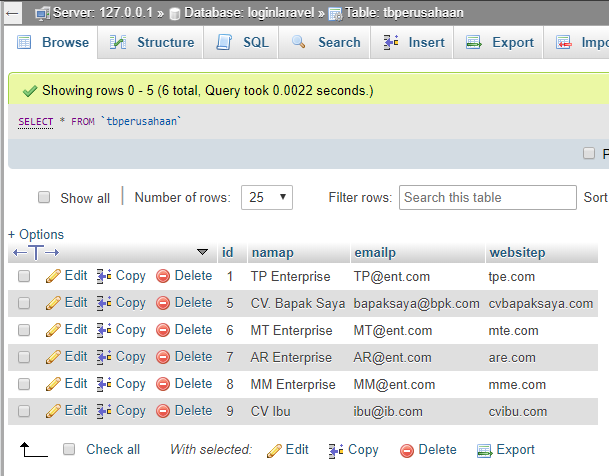 Server: 127.0.0.1 » Database: loginlaravel » Table: tbperusahaan
Browse Structure SQL Search Insert Export Impo
Showing rows 0 - 5 (6 total, Query took 0.0022 seconds.)
SELECT * FROM `tbperusahaan`
P
Show all Number of rows: 25 Filter rows: Search this table Sort
+ Options
←T→ id namap emailp websitep
Edit Copy Delete 1 TP Enterprise TP@ent.com tpe.com
Edit Copy Delete 5 CV. Bapak Saya bapaksaya@bpk.com cvbapaksaya.com
Edit Copy Delete 6 MT Enterprise MT@ent.com mte.com
Edit Copy Delete 7 AR Enterprise AR@ent.com are.com
Edit Copy Delete 8 MM Enterprise MM@ent.com mme.com
Edit Copy Delete 9 CV Ibu ibu@ib.com cvibu.com
Check all With selected: Edit Copy Delete Export